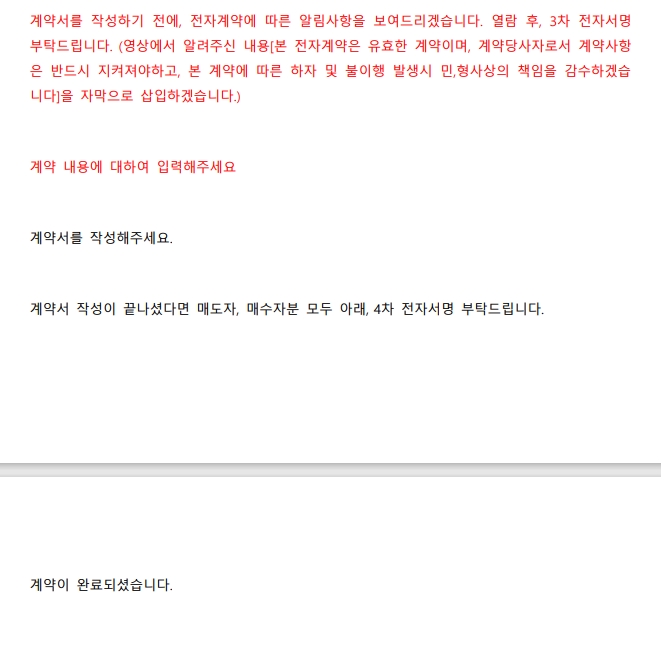 계약서를 작성하기 전에, 전자계약에 따른 알림사항을 보여드리겠습니다. 열람 후, 3차 전자서명
부탁드립니다. (영상에서 알려주신 내용[본 전자계약은 유효한 계약이며, 계약당사자로서 계약사항
은 반드시 지켜져야하고, 본 계약에 따른 하자 및 불이행 발생시 민,형사상의 책임을 감수하겠습
니다]을 자막으로 삽입하겠습니다.)
계약 내용에 대하여 입력해주세요
계약서를 작성해주세요.
계약서 작성이 끝나셨다면 매도자, 매수자분 모두 아래, 4차 전자서명 부탁드립니다.
계약이 완료되셨습니다.